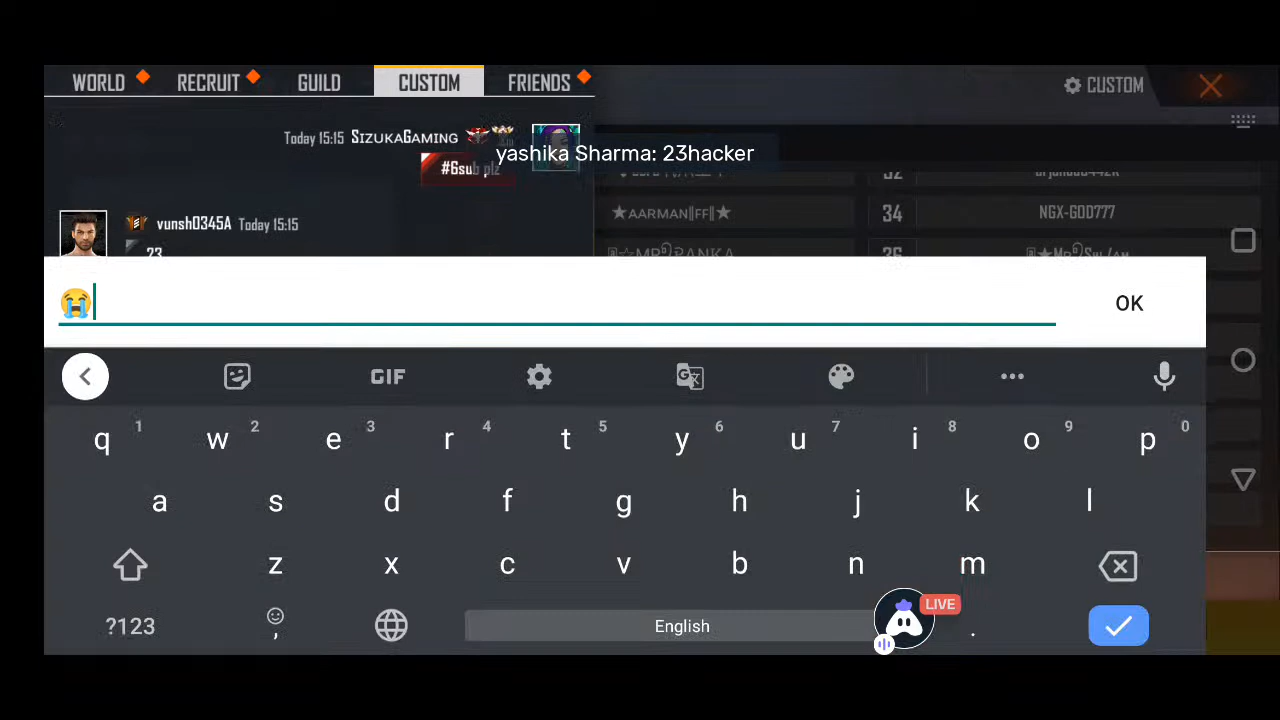 WORLD RECRUIT GUILD CUSTOM FRIENDS
CUSTOM
Today 15:15 SIZUKAGAMING
yashika Sharma: 23hacker
#6sub plz
vunsh0345A Today 15:15
23
★AARMAN||FF||★ 34 NGX-GOD777
😭 OK
GIF
q 1 w 2 e 3 r 4 t 5 y 6 u 7 i 8 o 9 p 0
a s d f g h j k l
z x c v b n m
?123 , English .
LIVE